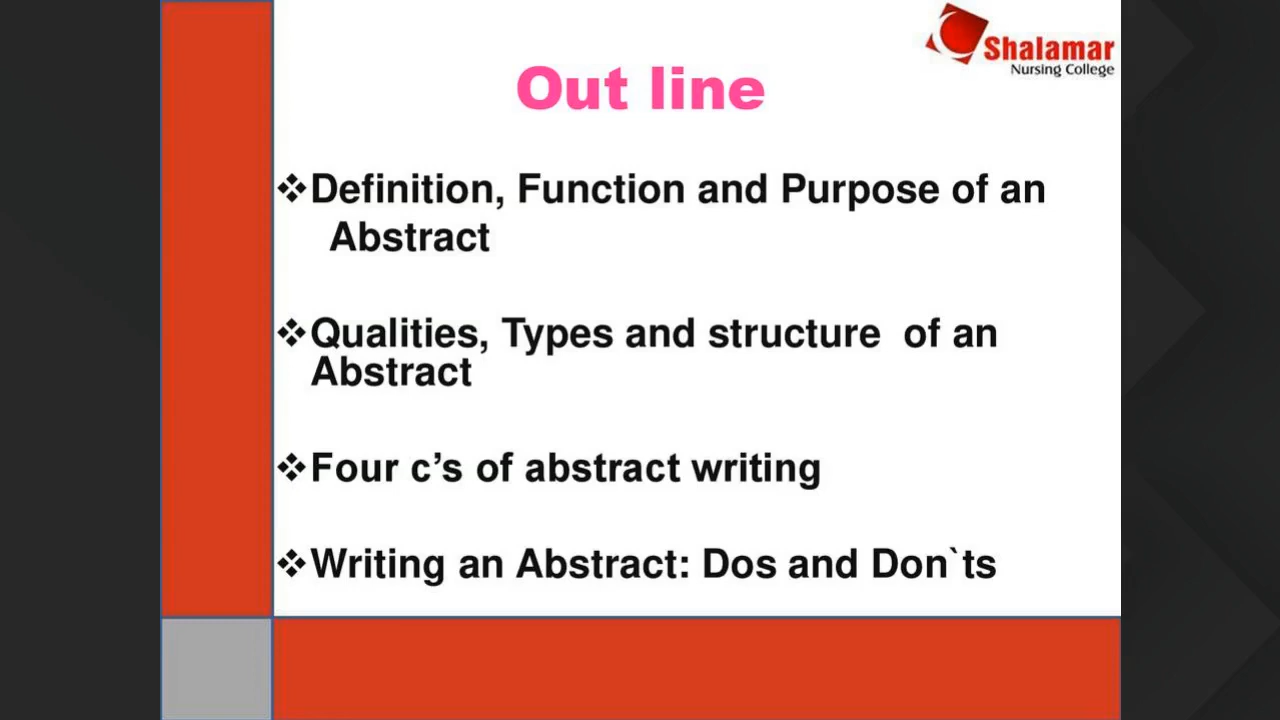 Shalamar
Nursing College
Out line
❖Definition, Function and Purpose of an
Abstract
❖Qualities, Types and structure of an
Abstract
❖Four c’s of abstract writing
❖Writing an Abstract: Dos and Don`ts